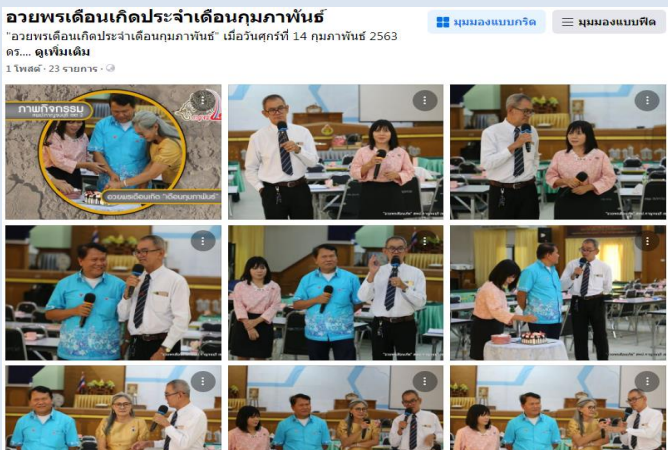 อวยพรเดือนเกิดประจำเดือนกุมภาพันธ์
"อวยพรเดือนเกิดประจำเดือนกุมภาพันธ์" เมื่อวันศุกร์ที่ 14 กุมภาพันธ์ 2563
ดร.... ดูเพิ่มเติม
1 โพสต์ · 23 รายการ ·
มุมมองแบบกริด
มุมมองแบบฟีด
ภาพกิจกรรม
อวยพรเดือนเกิด "เดือนกุมภาพันธ์"